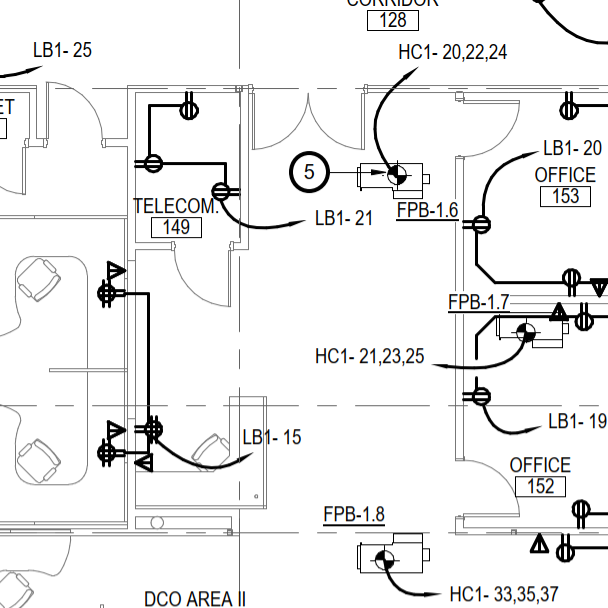 CORRIDOR
128
LB1- 25
HC1- 20,22,24
ET
LB1- 20
OFFICE
153
5
TELECOM.
149
LB1- 21
FPB-1.6
FPB-1.7
HC1- 21,23,25
LB1- 19
LB1- 15
OFFICE
152
FPB-1.8
HC1- 33,35,37
DCO AREA II